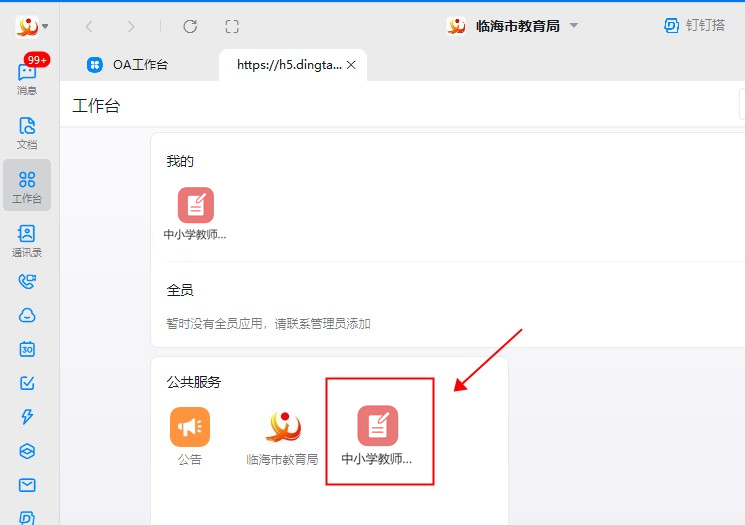 临海市教育局
钉钉搭
99+
消息
文档
工作台
通讯录
30
OA工作台
https://h5.dingta...
工作台
我的
中小学教师...
全员
暂时没有全员应用，请联系管理员添加
公共服务
公告
临海市教育局
中小学教师...